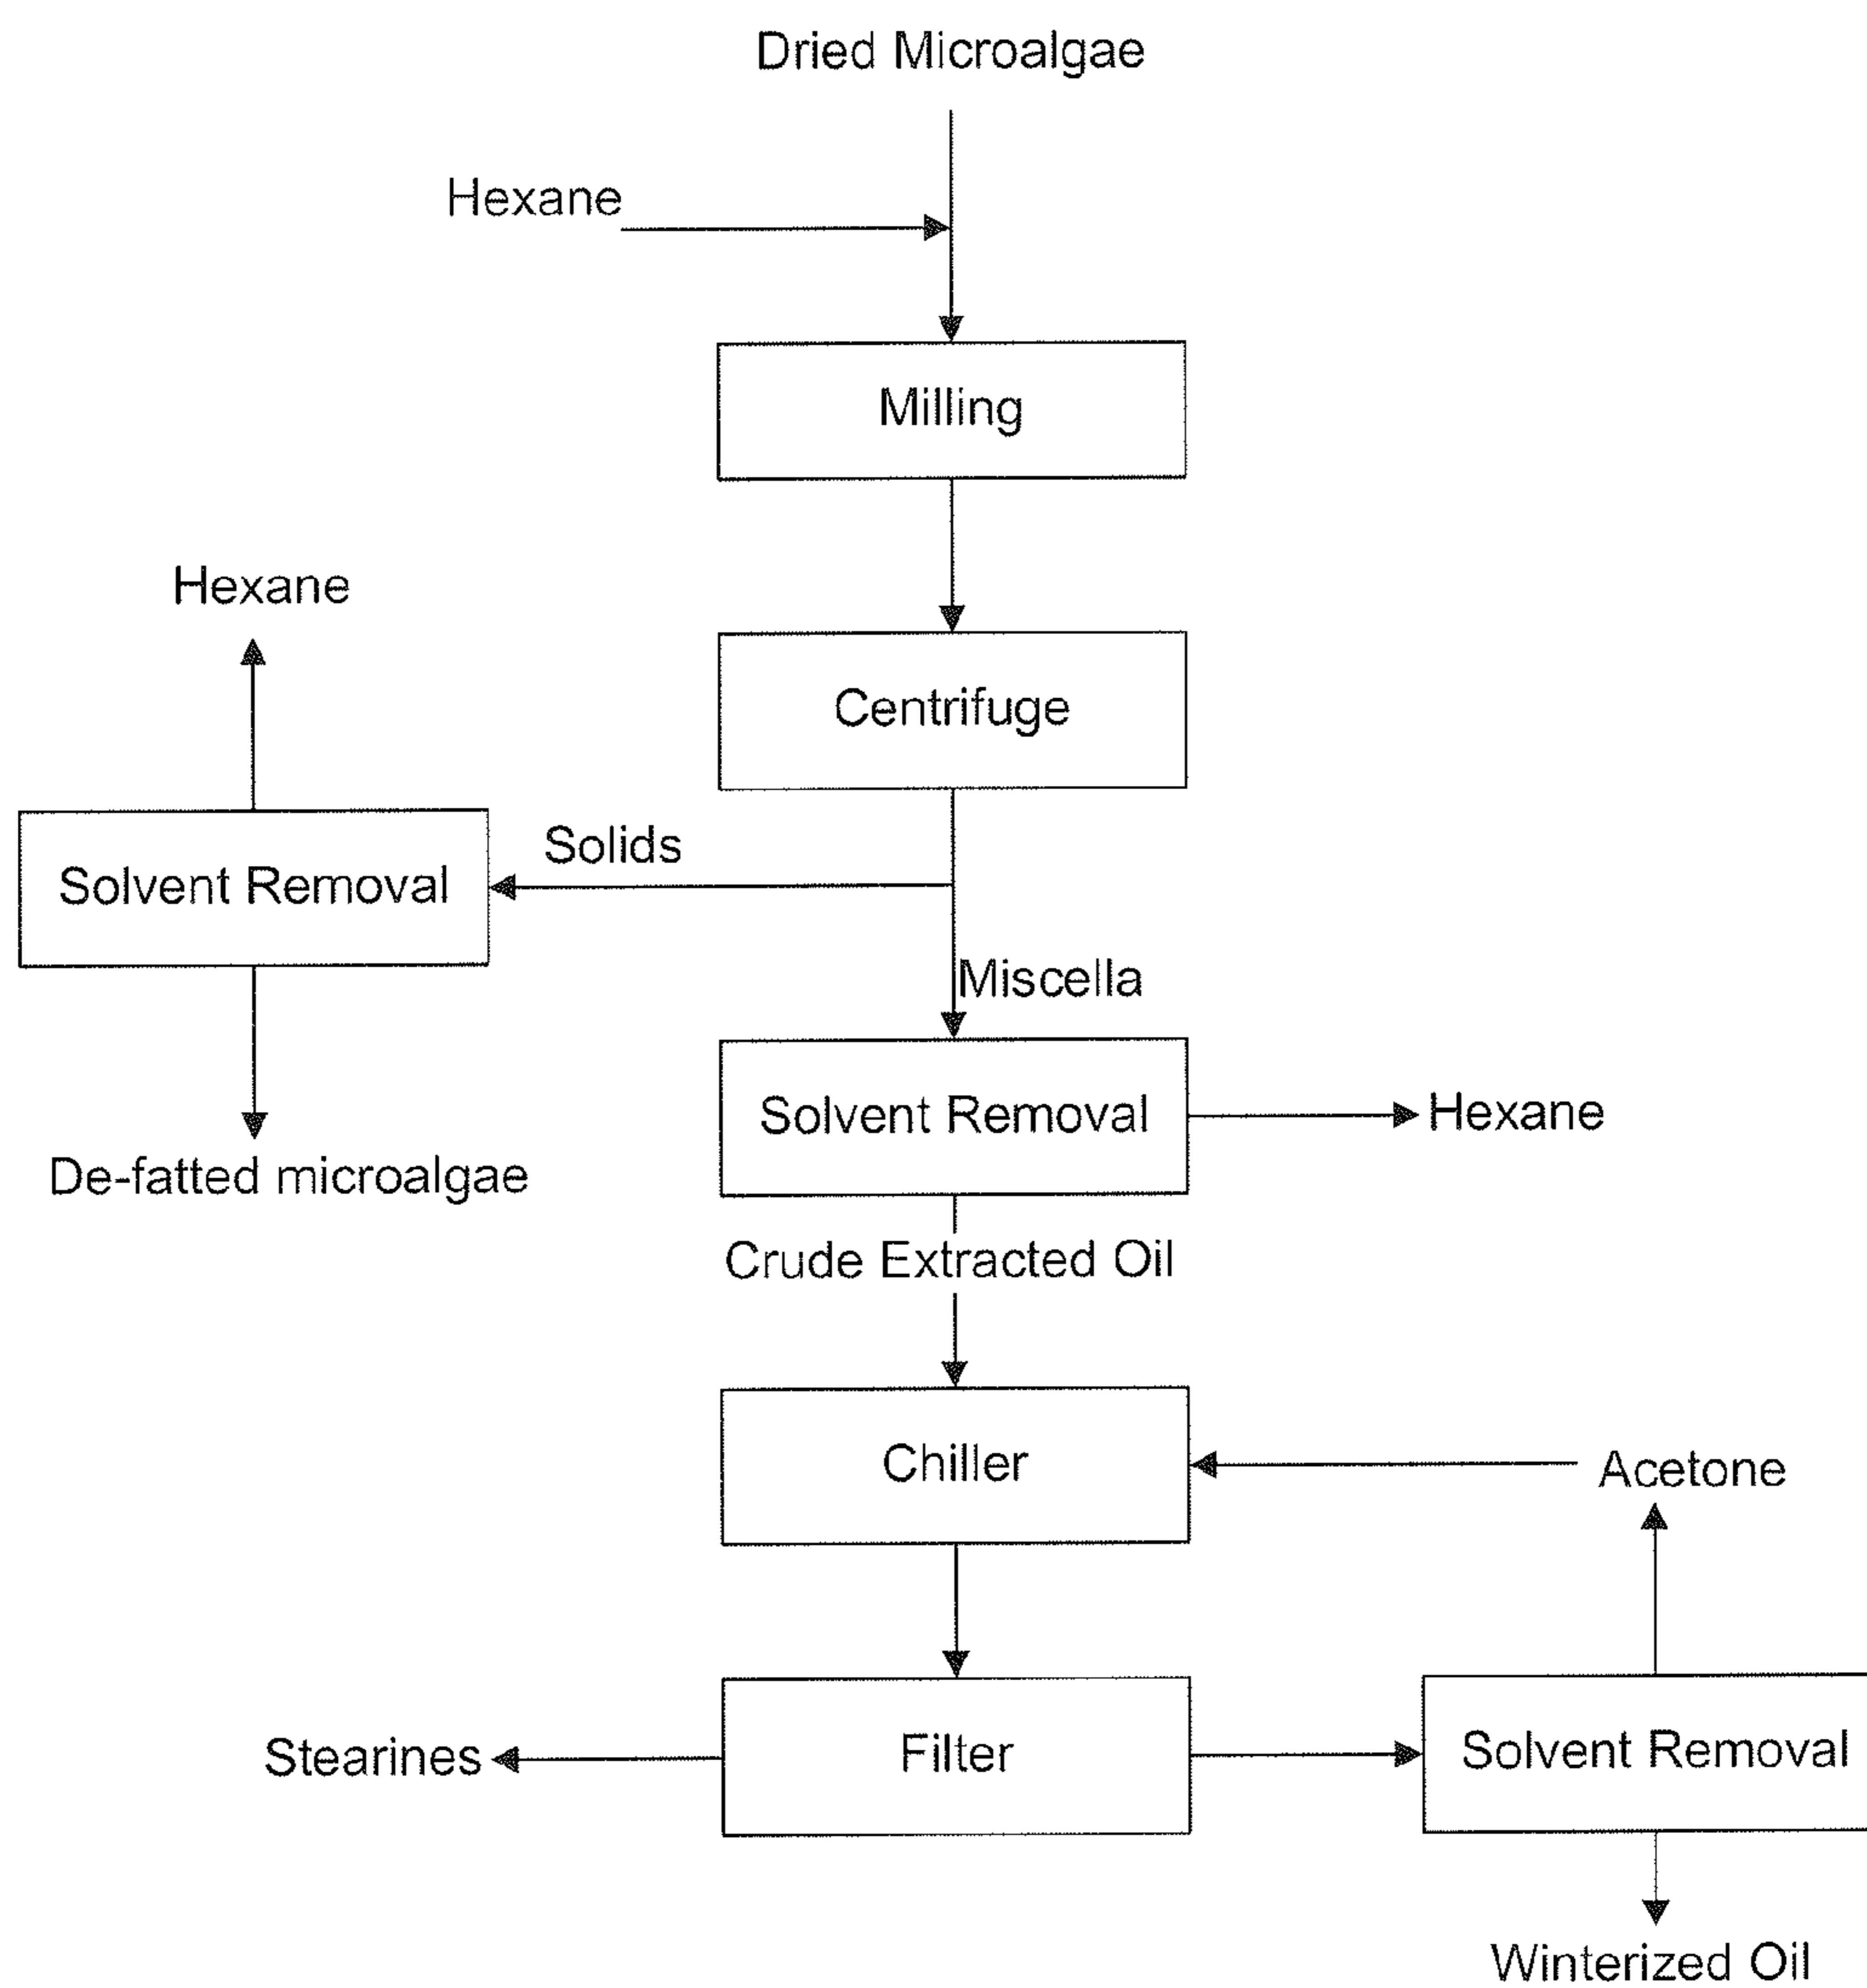 Dried Microalgae
Hexane
Milling
Hexane
Centrifuge
Solids
Solvent Removal
Miscella
Solvent Removal
Hexane
De-fatted microalgae
Crude Extracted Oil
Chiller
Acetone
Stearines
Filter
Solvent Removal
Winterized Oil